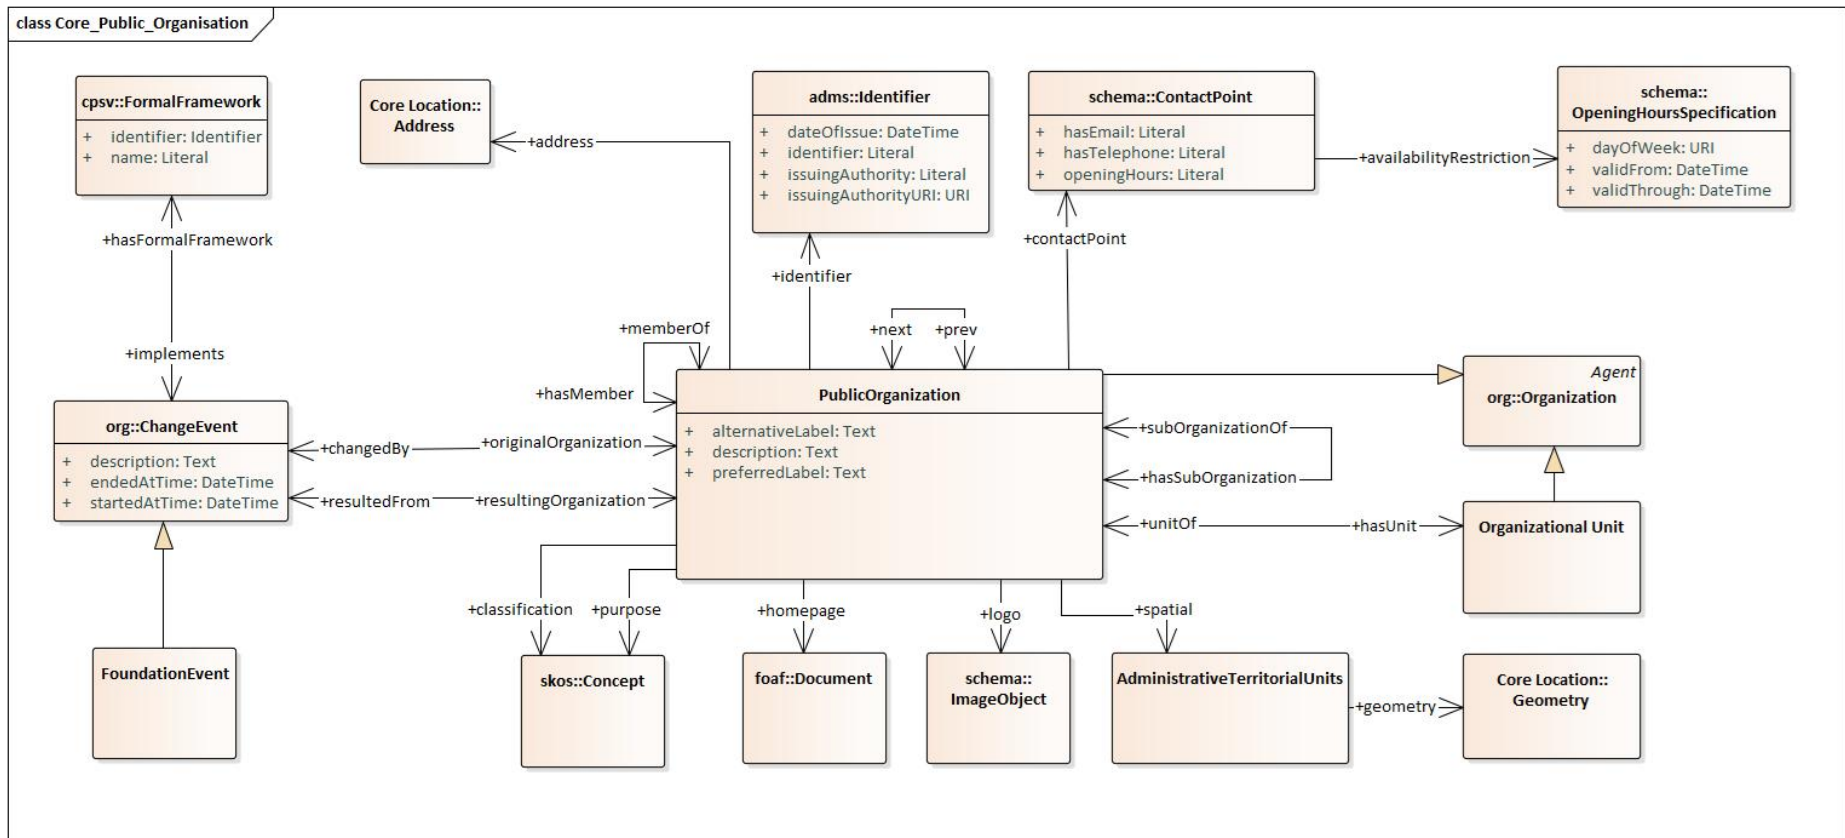 class Core_Public_Organisation
cpsv::FormalFramework
+ identifier: Identifier
+ name: Literal
Core Location::
Address
adms::Identifier
+ dateOfIssue: DateTime
+ identifier: Literal
+ issuingAuthority: Literal
+ issuingAuthorityURI: URI
schema::ContactPoint
+ hasEmail: Literal
+ hasTelephone: Literal
+ openingHours: Literal
schema::
OpeningHoursSpecification
+ dayOfWeek: URI
+ validFrom: DateTime
+ validThrough: DateTime
+address
+availabilityRestriction
+hasFormalFramework
+contactPoint
+identifier
+memberOf
+next
+prev
+implements
+hasMember
PublicOrganization
+ alternativeLabel: Text
+ description: Text
+ preferredLabel: Text
Agent
org::Organization
org::ChangeEvent
+ description: Text
+ endedAtTime: DateTime
+ startedAtTime: DateTime
+changedBy
+originalOrganization
+resultedFrom
+resultingOrganization
+subOrganizationOf
+hasSubOrganization
+unitOf
+hasUnit
Organizational Unit
+classification
+purpose
+homepage
+logo
+spatial
FoundationEvent
skos::Concept
foaf::Document
schema::
ImageObject
AdministrativeTerritorialUnits
+geometry
Core Location::
Geometry